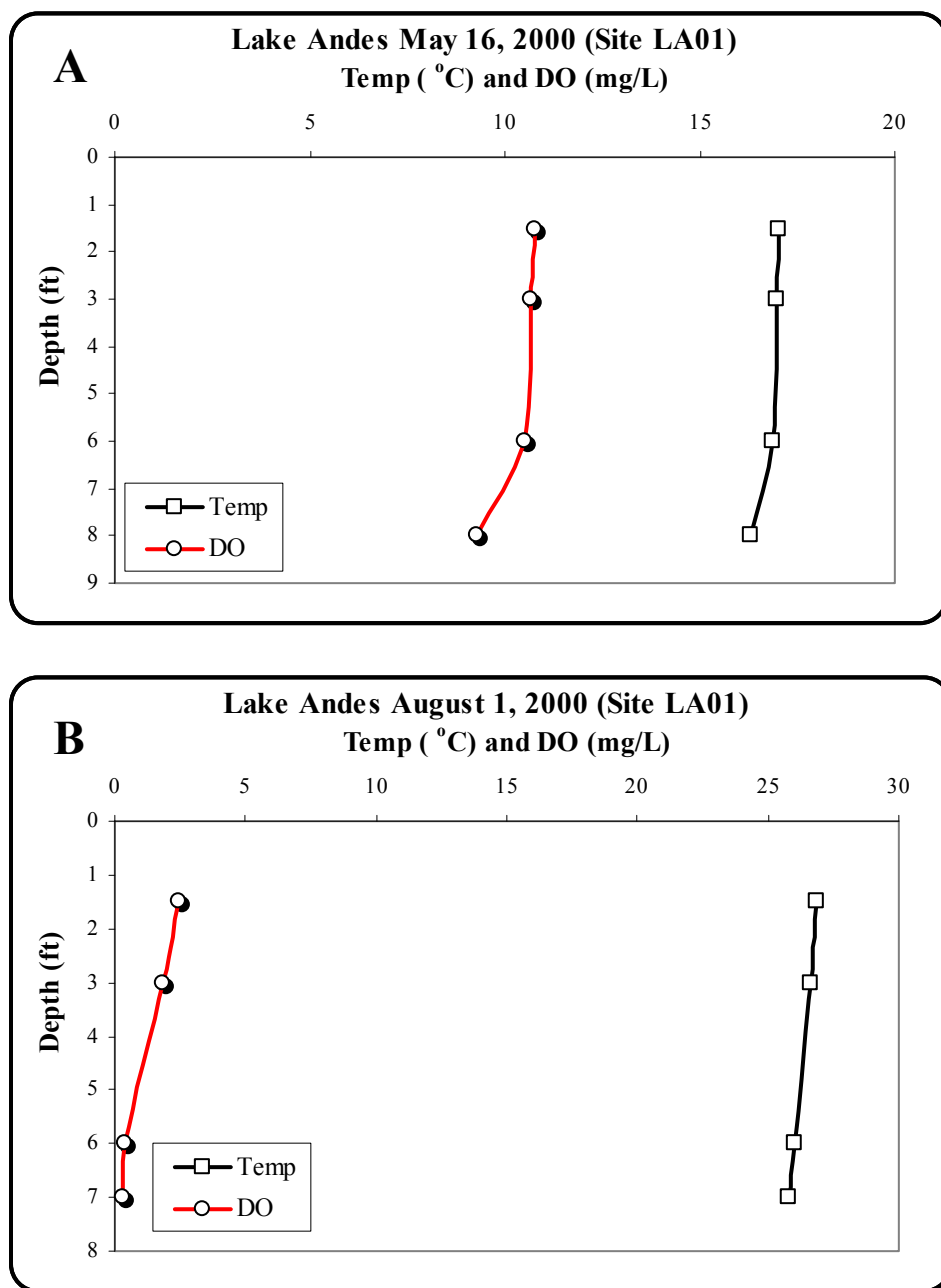 Lake Andes May 16, 2000 (Site LA01)
A
Temp ( °C) and DO (mg/L)
0 5 10 15 20
0
1
2
3
4
5
6
7
8
9
Depth (ft)
Temp
DO
Lake Andes August 1, 2000 (Site LA01)
B
Temp ( °C) and DO (mg/L)
0 5 10 15 20 25 30
0
1
2
3
4
5
6
7
8
Depth (ft)
Temp
DO